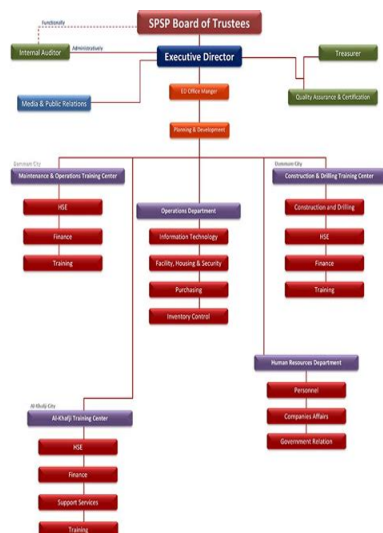 SPSP Board of Trustees
Functionally
Internal Auditor
Administratively
Executive Director
Treasurer
Media & Public Relations
ED Office Manger
Quality Assurance & Certification
Planning & Development
Dammam City
Maintenance & Operations Training Center
HSE
Finance
Training
Operations Department
Information Technology
Facility, Housing & Security
Purchasing
Inventory Control
Dammam City
Construction & Drilling Training Center
Construction and Drilling
HSE
Finance
Training
Human Resources Department
Personnel
Companies Affairs
Government Relation
Al-Khafji City
Al-Khafji Training Center
HSE
Finance
Support Services
Training